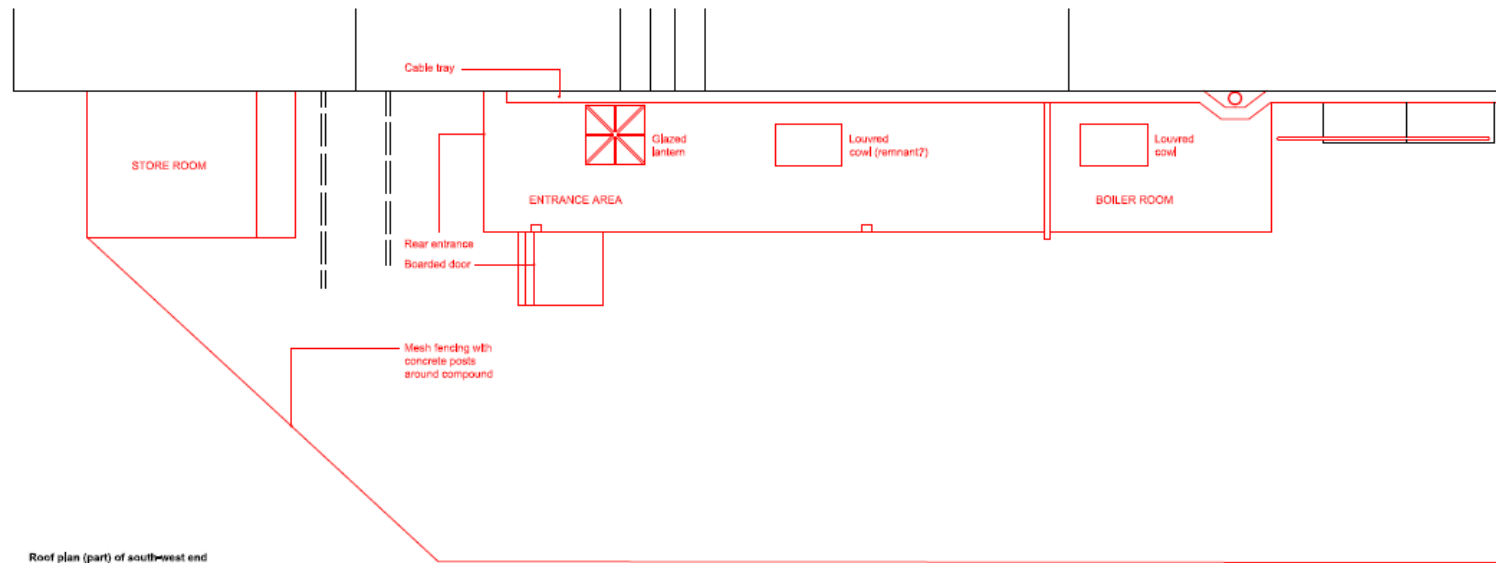 Cable tray
Glazed
lantern
Louvred
cowl (remnant?)
Louvred
cowl
STORE ROOM
ENTRANCE AREA
BOILER ROOM
Rear entrance
Boarded door
Mesh fencing with
concrete posts
around compound
Roof plan (part) of south-west end